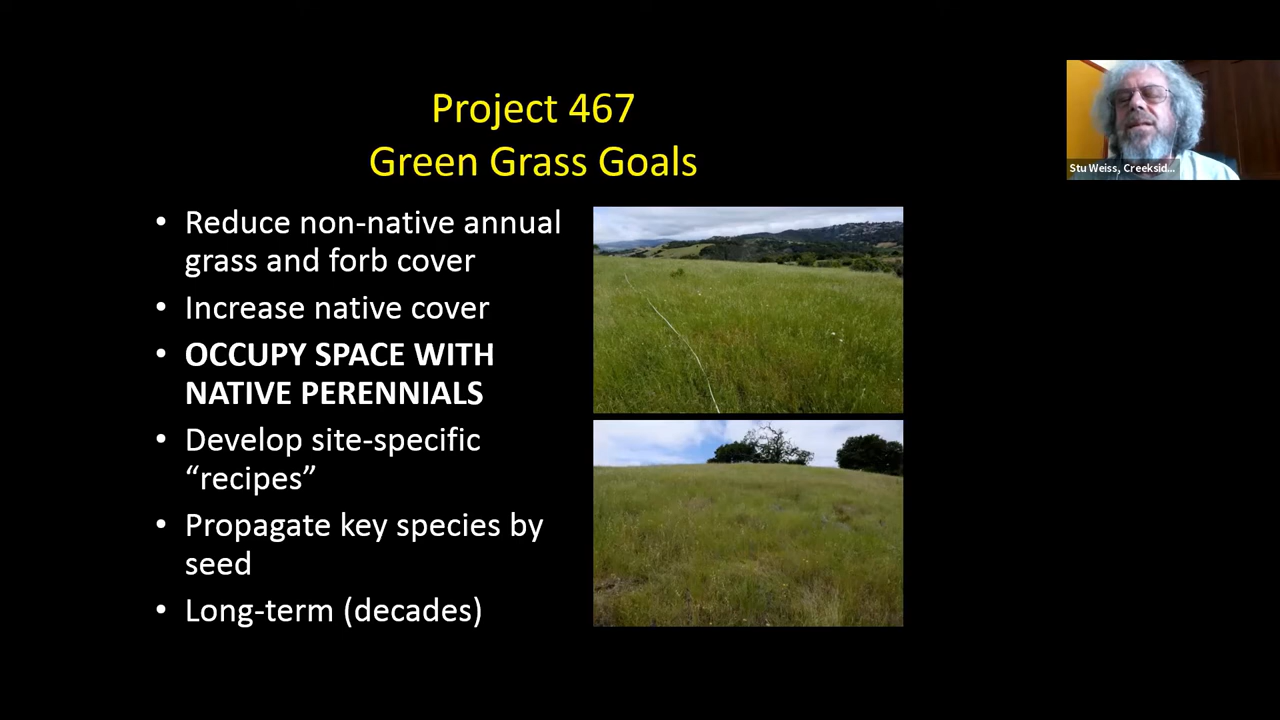 Project 467
Green Grass Goals
• Reduce non-native annual
grass and forb cover
• Increase native cover
• OCCUPY SPACE WITH
NATIVE PERENNIALS
• Develop site-specific
“recipes”
• Propagate key species by
seed
• Long-term (decades)
Stu Weiss, Creeksid...